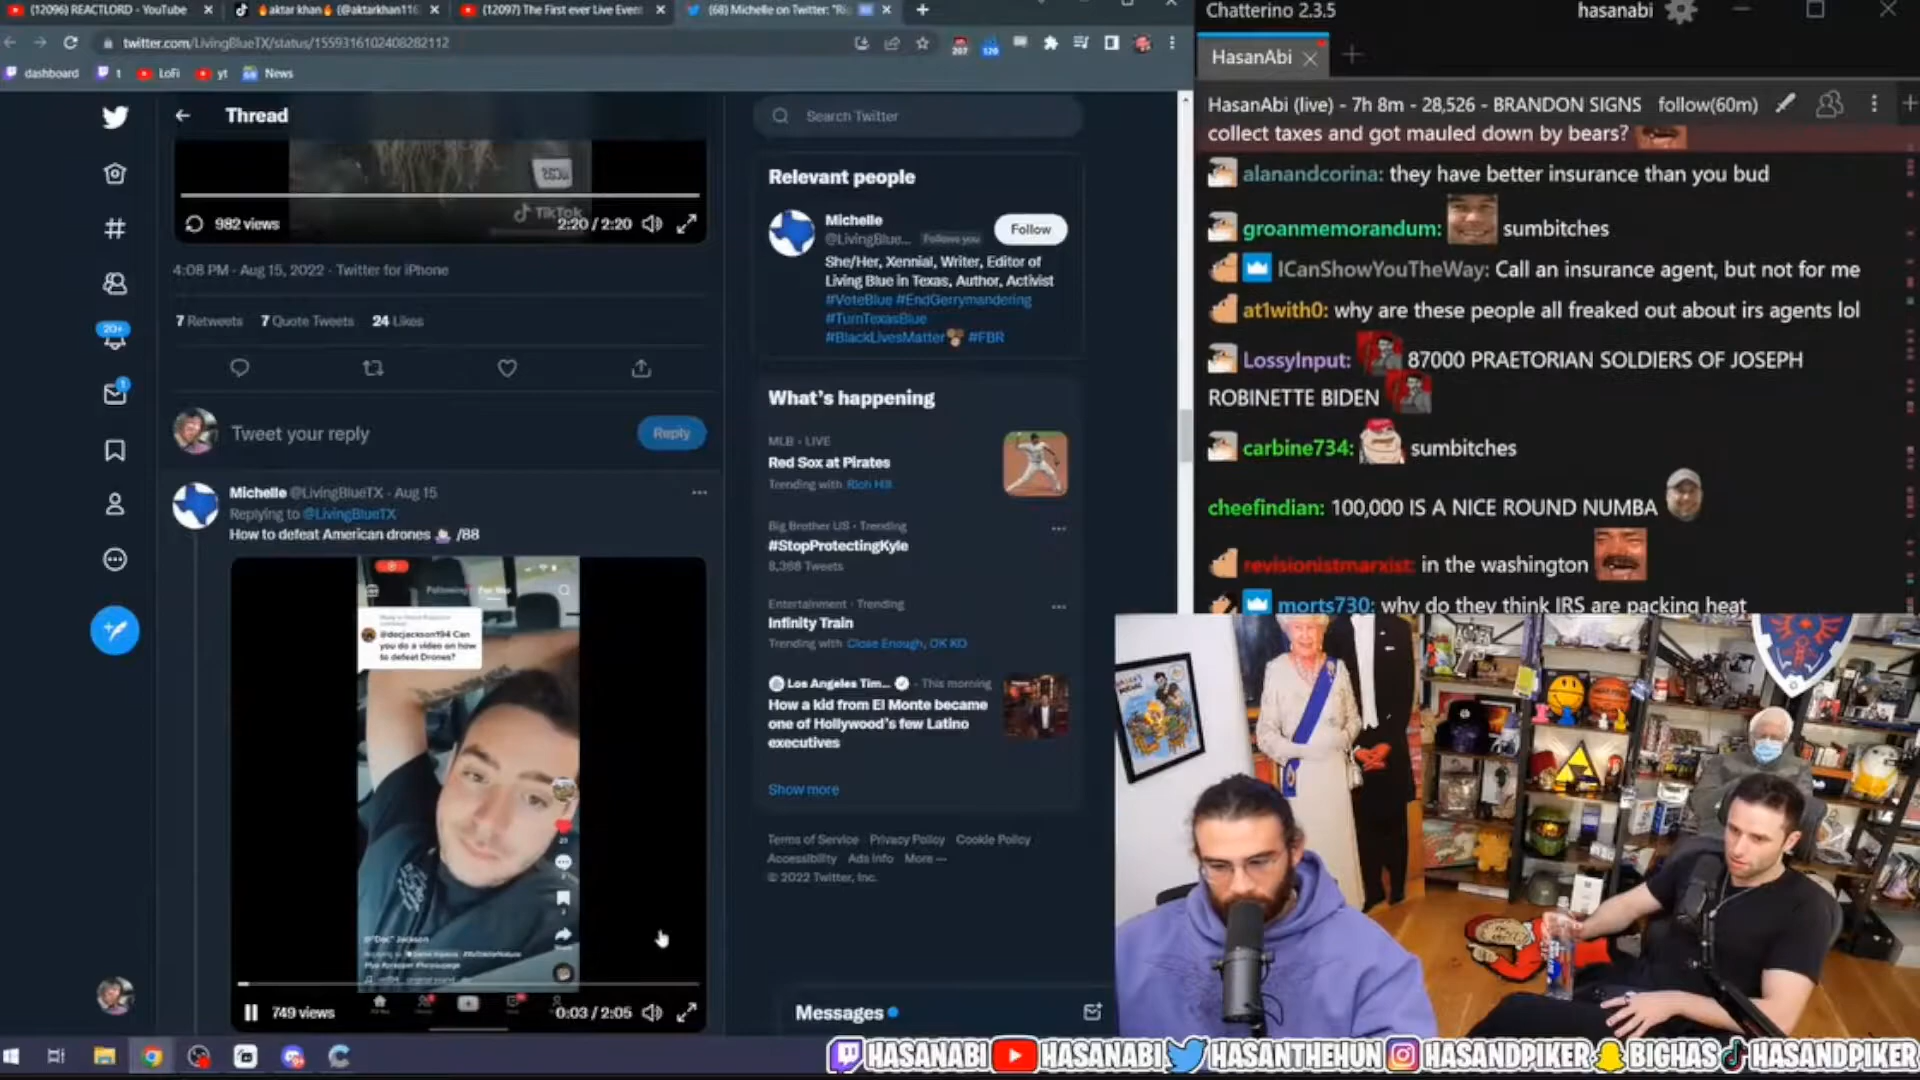 (12096) REACTLORD - YouTube
aktar khan (@aktarkhan116
(12097) The First ever Live Even
(68) Michelle on Twitter: "Rig
twitter.com/LivingBlueTX/status/1559316102408282112
207
126
dashboard
t
LoFi
yt
News
Thread
TikTok
982 views
2:20 / 2:20
4:08 PM · Aug 15, 2022 · Twitter for iPhone
7 Retweets 7 Quote Tweets 24 Likes
20+
1
Tweet your reply
Reply
Michelle @LivingBlueTX · Aug 15
Replying to @LivingBlueTX
How to defeat American drones /88
Following
@docjackson194 Can
you do a video on how
to defeat Drones?
"Doc" Jackson
749 views
0:03 / 2:05
Search Twitter
Relevant people
Michelle
@LivingBlue...
Follows you
Follow
She/Her, Xennial, Writer, Editor of
Living Blue in Texas, Author, Activist
#VoteBlue #EndGerrymandering
#TurnTexasBlue
#BlackLivesMatter #FBR
What's happening
MLB · LIVE
Red Sox at Pirates
Trending with Rich Hill
Big Brother US · Trending
#StopProtectingKyle
8,368 Tweets
Entertainment · Trending
Infinity Train
Trending with Close Enough, OK KO
Los Angeles Tim... · This morning
How a kid from El Monte became
one of Hollywood's few Latino
executives
Show more
Terms of Service Privacy Policy Cookie Policy
Accessibility Ads info More ···
© 2022 Twitter, Inc.
Messages
Chatterino 2.3.5
hasanabi
HasanAbi
HasanAbi (live) - 7h 8m - 28,526 - BRANDON SIGNS follow(60m)
collect taxes and got mauled down by bears?
alanandcorina: they have better insurance than you bud
groanmemorandum: sumbitches
ICanShowYouTheWay: Call an insurance agent, but not for me
at1with0: why are these people all freaked out about irs agents lol
LossyInput: 87000 PRAETORIAN SOLDIERS OF JOSEPH
ROBINETTE BIDEN
carbine734: sumbitches
cheefindian: 100,000 IS A NICE ROUND NUMBA
revisionistmarxist: in the washington
morts730: why do they think IRS are packing heat
HASANABI HASANABI HASANTHEHUN HASANDPIKER BIGHAS HASANDPIKER